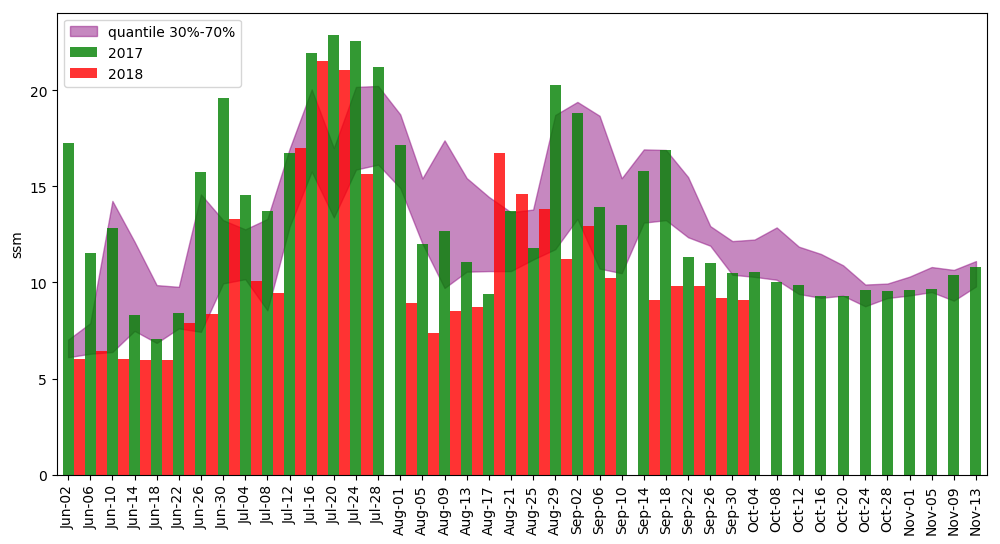 quantile 30%-70%
2017
2018
ssm
20
15
10
5
0
Jun-02
Jun-06
Jun-10
Jun-14
Jun-18
Jun-22
Jun-26
Jun-30
Jul-04
Jul-08
Jul-12
Jul-16
Jul-20
Jul-24
Jul-28
Aug-01
Aug-05
Aug-09
Aug-13
Aug-17
Aug-21
Aug-25
Aug-29
Sep-02
Sep-06
Sep-10
Sep-14
Sep-18
Sep-22
Sep-26
Sep-30
Oct-04
Oct-08
Oct-12
Oct-16
Oct-20
Oct-24
Oct-28
Nov-01
Nov-05
Nov-09
Nov-13